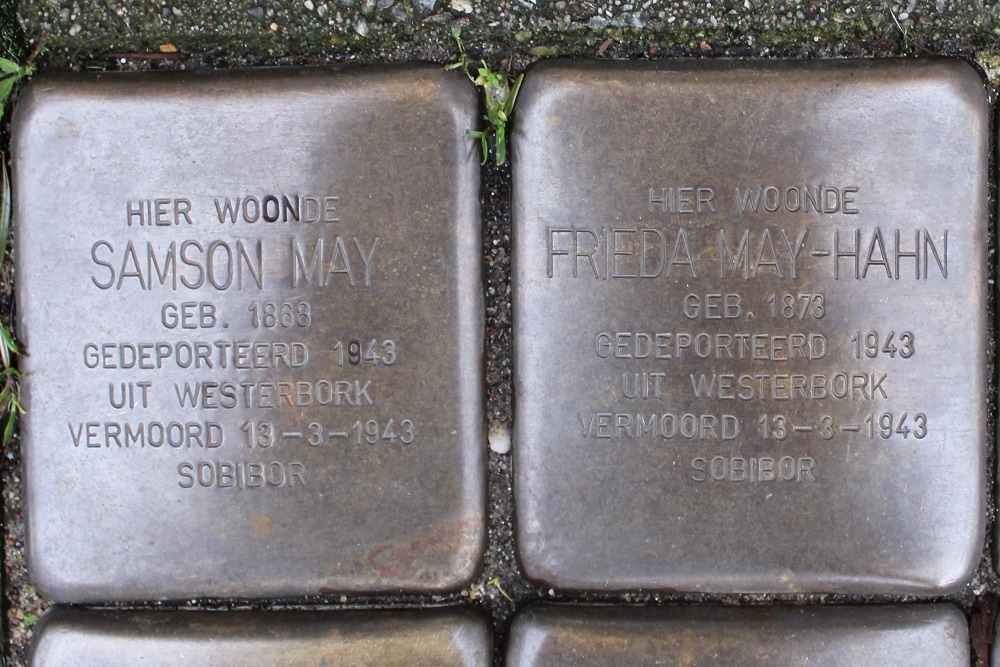 HIER WOONDE
SAMSON MAY
GEB. 1868
GEDEPORTEERD 1943
UIT WESTERBORK
VERMOORD 13-3-1943
SOBIBOR
HIER WOONDE
FRIEDA MAY-HAHN
GEB. 1873
GEDEPORTEERD 1943
UIT WESTERBORK
VERMOORD 13-3-1943
SOBIBOR